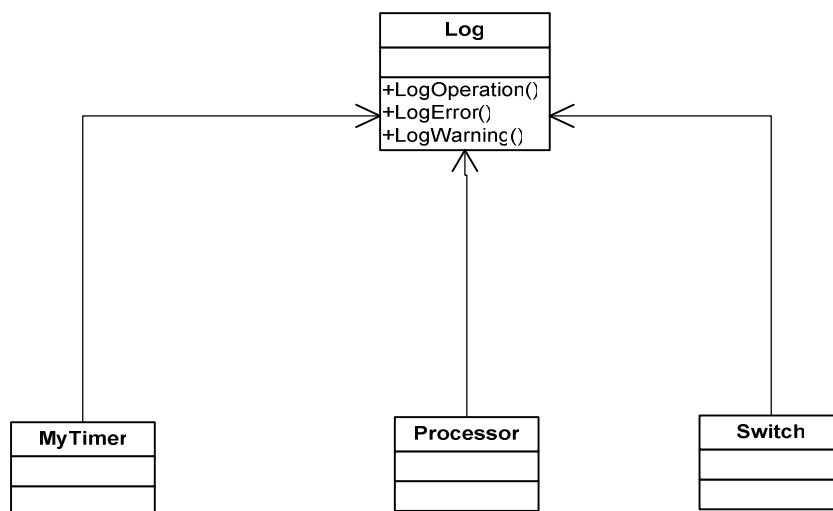 Log
+LogOperation()
+LogError()
+LogWarning()
MyTimer
Processor
Switch